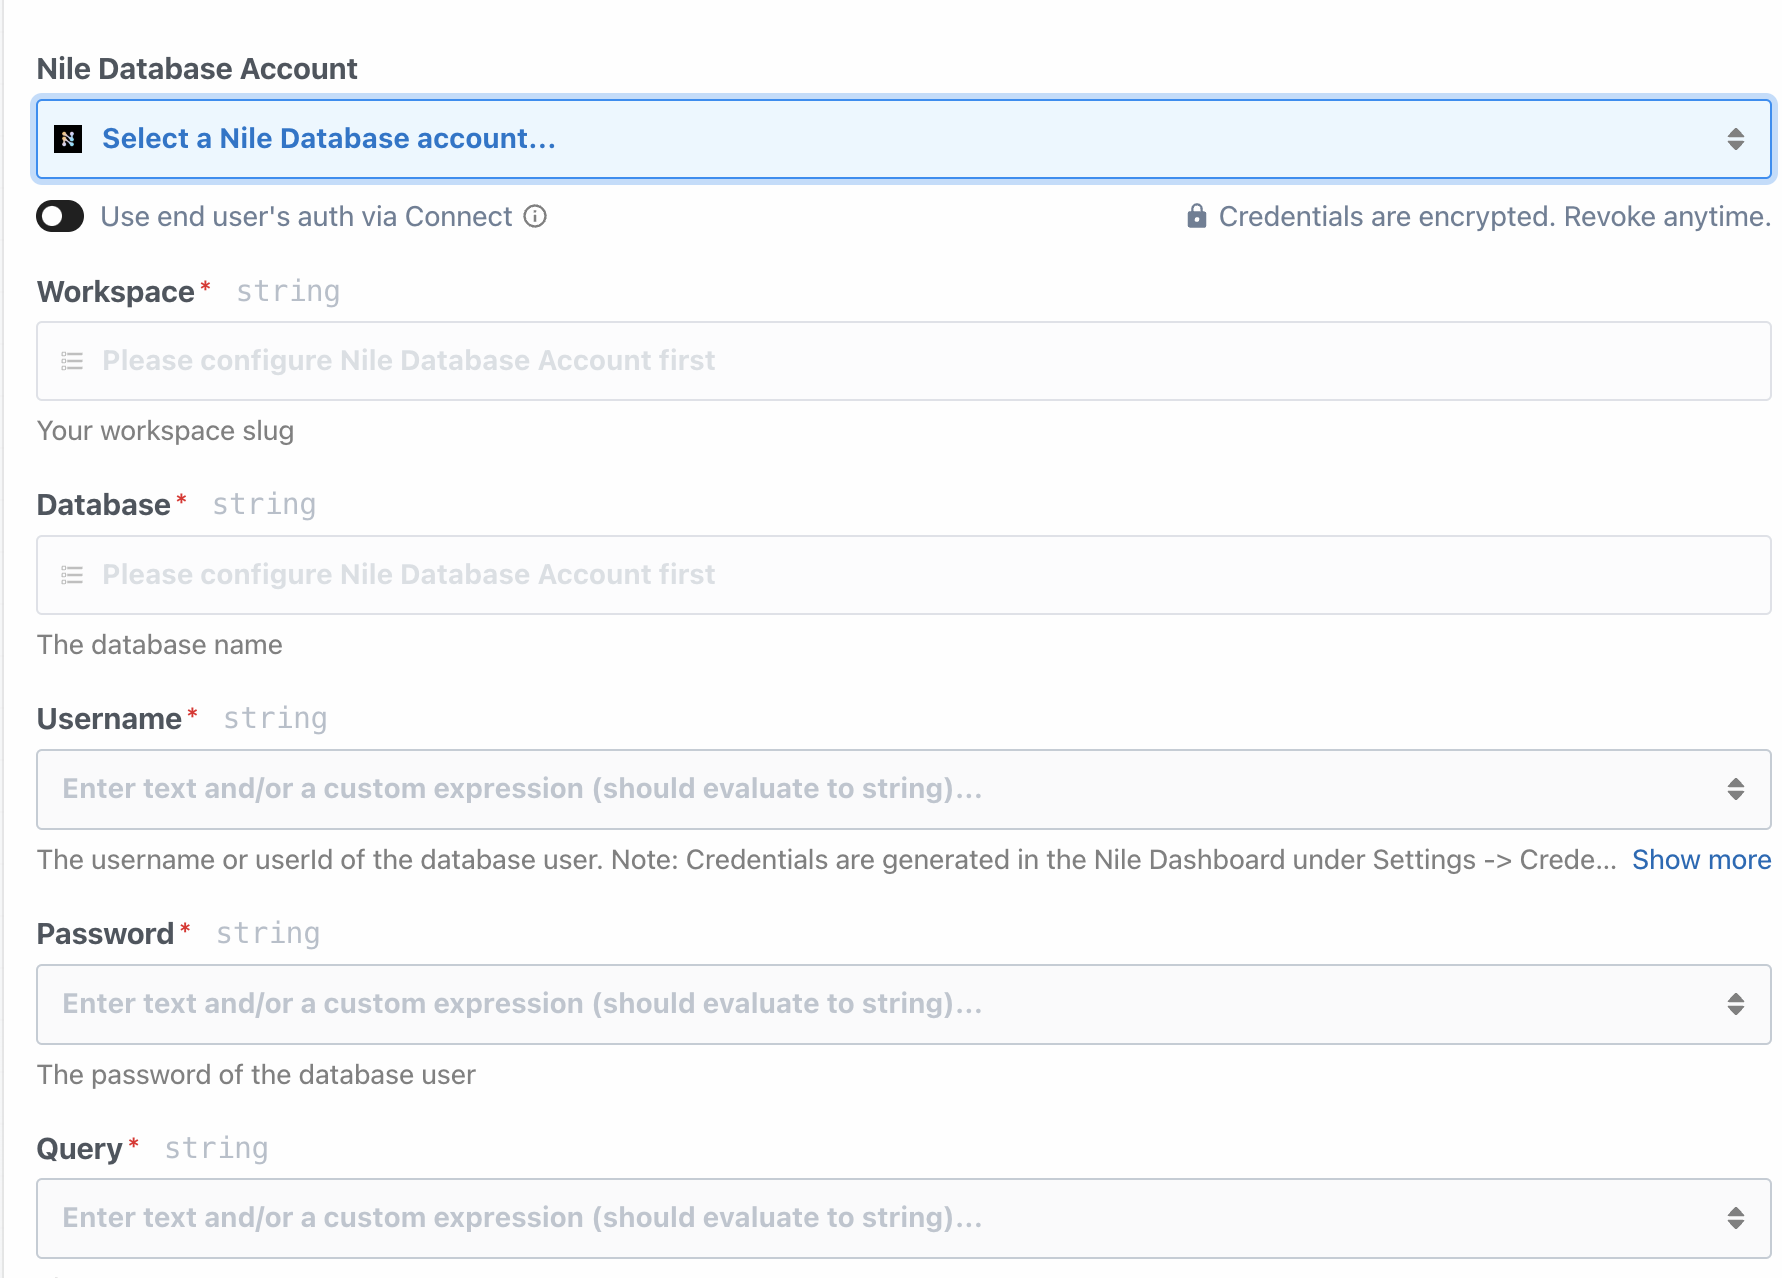 Nile Database Account
Select a Nile Database account...
Use end user's auth via Connect
Credentials are encrypted. Revoke anytime.
Workspace* string
Please configure Nile Database Account first
Your workspace slug
Database* string
Please configure Nile Database Account first
The database name
Username* string
Enter text and/or a custom expression (should evaluate to string)...
The username or userId of the database user. Note: Credentials are generated in the Nile Dashboard under Settings -> Crede... Show more
Password* string
Enter text and/or a custom expression (should evaluate to string)...
The password of the database user
Query* string
Enter text and/or a custom expression (should evaluate to string)...